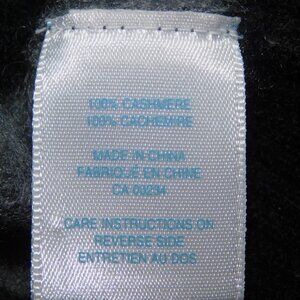 100% CASHMERE
100% CACHEMIRE
MADE IN CHINA
FABRIQUÉ EN CHINE
CA 00234
CARE INSTRUCTIONS ON
REVERSE SIDE
ENTRETIEN AU DOS